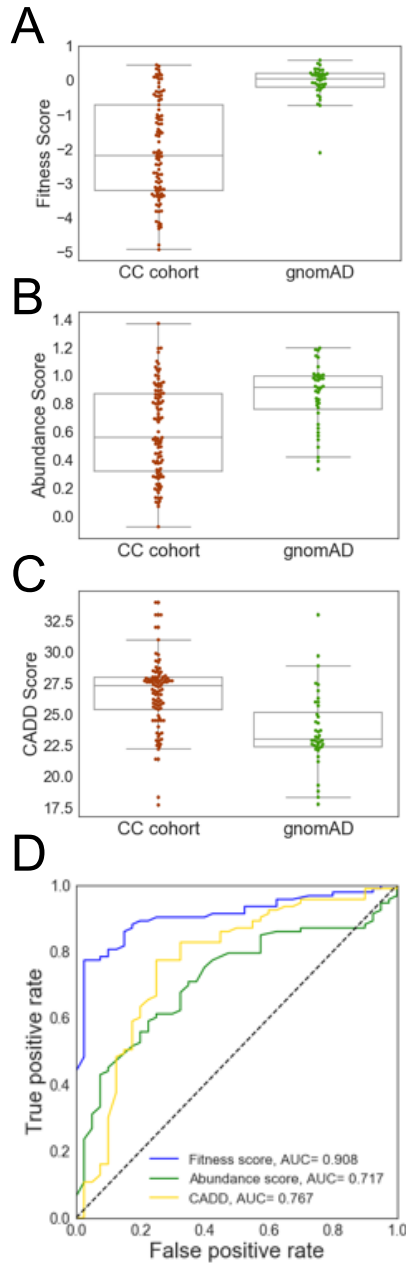 A
Fitness Score
1
0
−1
−2
−3
−4
−5
CC cohort gnomAD
B
Abundance Score
1.4
1.2
1.0
0.8
0.6
0.4
0.2
0.0
CC cohort gnomAD
C
CADD Score
32.5
30.0
27.5
25.0
22.5
20.0
17.5
CC cohort gnomAD
D
True positive rate
1.0
0.8
0.6
0.4
0.2
0.0
Fitness score, AUC= 0.908
Abundance score, AUC= 0.717
CADD, AUC= 0.767
0.0 0.2 0.4 0.6 0.8 1.0
False positive rate